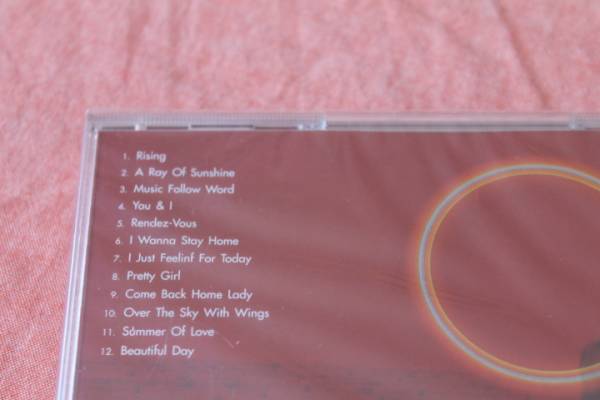 1. Rising
2. A Ray Of Sunshine
3. Music Follow Word
4. You & I
5. Rendez-Vous
6. I Wanna Stay Home
7. I Just Feelinf For Today
8. Pretty Girl
9. Come Back Home Lady
10. Over The Sky With Wings
11. Sómmer Of Love
12. Beautiful Day